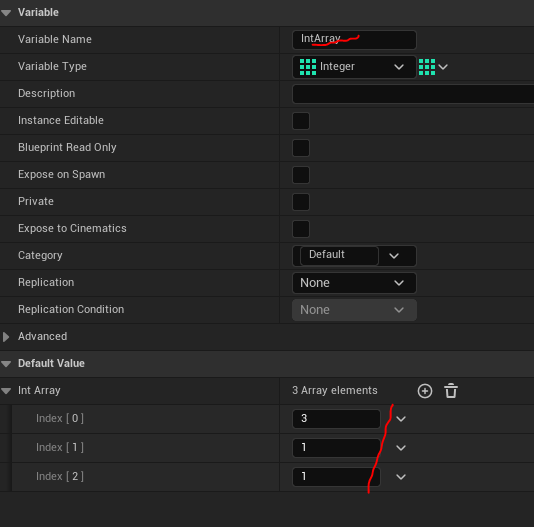 Variable
Variable Name IntArray
Variable Type Integer
Description
Instance Editable
Blueprint Read Only
Expose on Spawn
Private
Expose to Cinematics
Category Default
Replication None
Replication Condition None
Advanced
Default Value
Int Array 3 Array elements
Index [ 0 ] 3
Index [ 1 ] 1
Index [ 2 ] 1